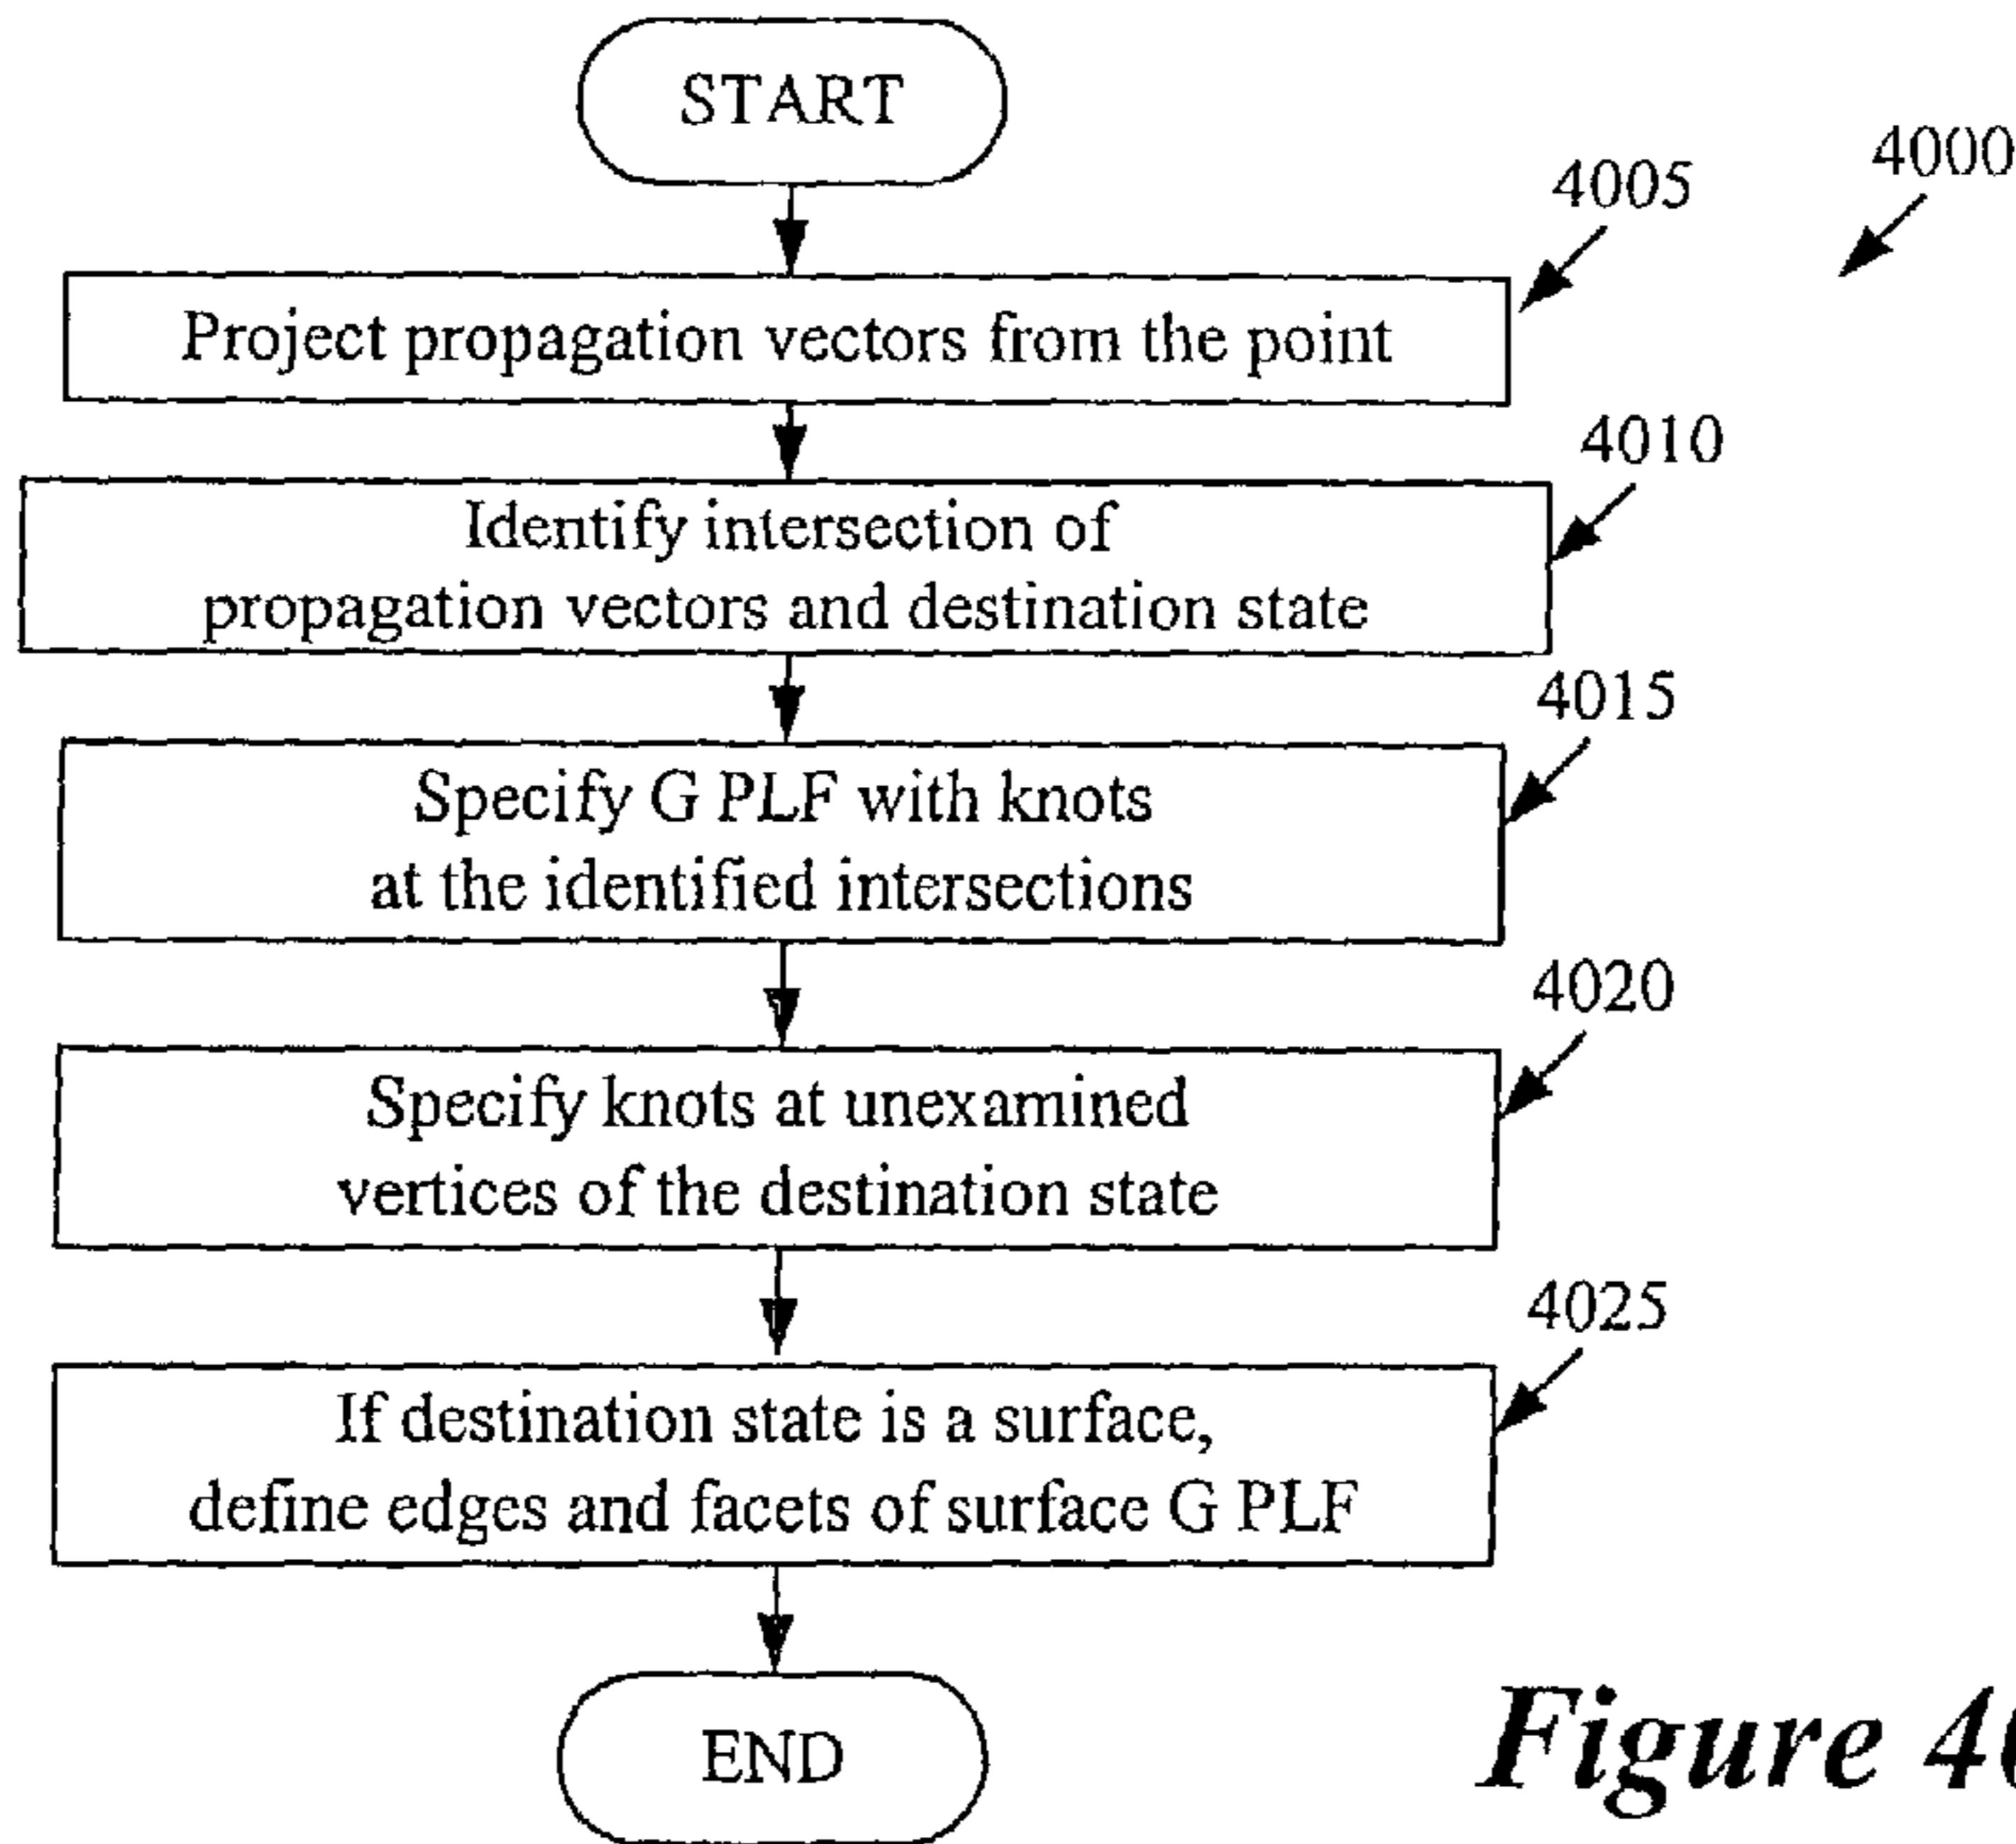 START
4000
4005
Project propagation vectors from the point
4010
Identify intersection of
propagation vectors and destination state
4015
Specify G PLF with knots
at the identified intersections
4020
Specify knots at unexamined
vertices of the destination state
4025
If destination state is a surface,
define edges and facets of surface G PLF
END
Figure